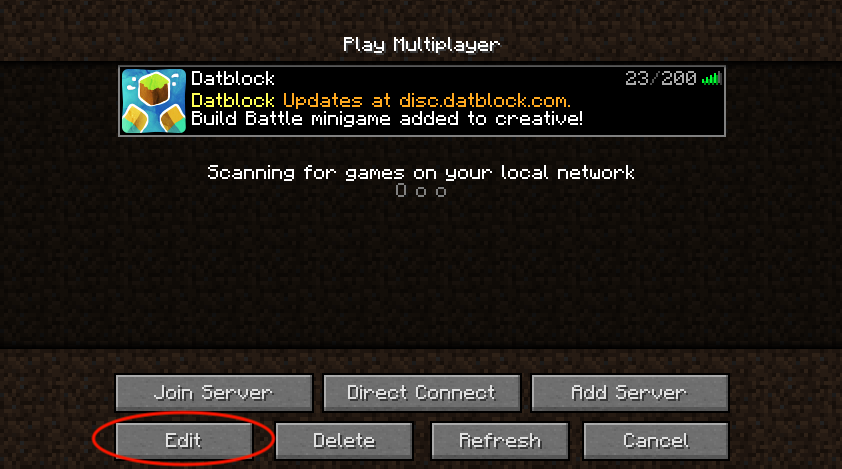 Play Multiplayer
Datblock 23/200
Datblock Updates at disc.datblock.com.
Build Battle minigame added to creative!
Scanning for games on your local network
O o o
Join Server Direct Connect Add Server
Edit Delete Refresh Cancel